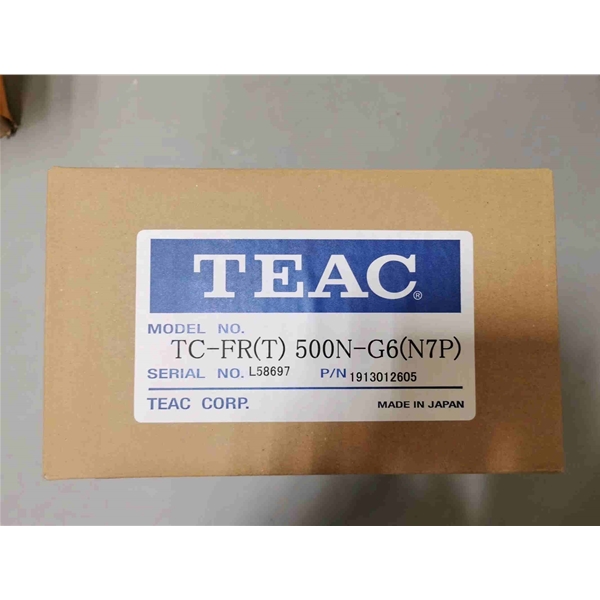 TEAC®
MODEL NO.
TC-FR(T) 500N-G6(N7P)
SERIAL NO. L58697 P/N 1913012605
TEAC CORP. MADE IN JAPAN